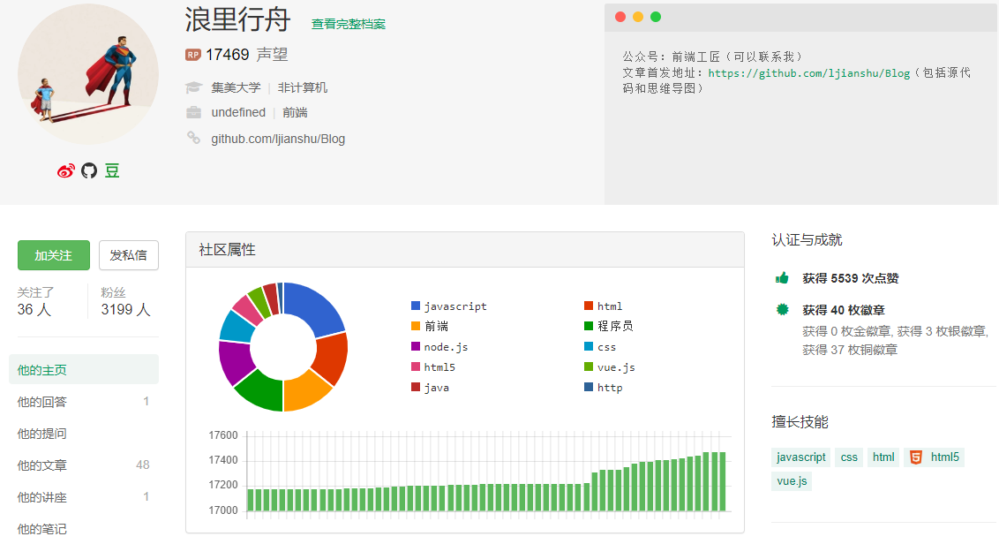 浪里行舟 查看完整档案
RP 17469 声望
集美大学 | 非计算机
undefined | 前端
github.com/ljianshu/Blog
豆
公众号：前端工匠（可以联系我）
文章首发地址：https://github.com/ljianshu/Blog（包括源代
码和思维导图）
加关注 发私信
关注了 粉丝
36 人 3199 人
他的主页
他的回答 1
他的提问
他的文章 48
他的讲座 1
他的笔记
社区属性
javascript html
前端 程序员
node.js css
html5 vue.js
java http
17600
17400
17200
17000
认证与成就
获得 5539 次点赞
获得 40 枚徽章
获得 0 枚金徽章, 获得 3 枚银徽章,
获得 37 枚铜徽章
擅长技能
javascript css html 5 html5
vue.js